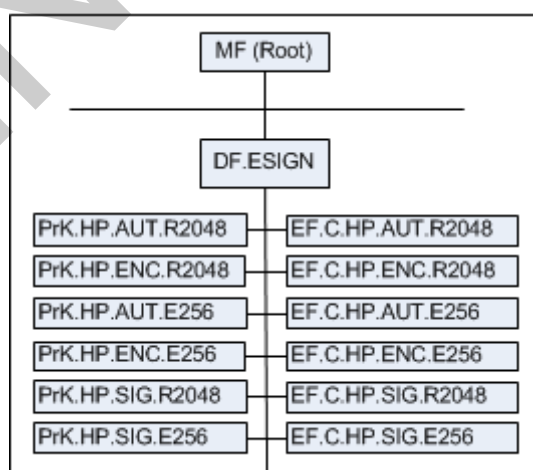 MF (Root)
DF.ESIGN
PrK.HP.AUT.R2048 EF.C.HP.AUT.R2048
PrK.HP.ENC.R2048 EF.C.HP.ENC.R2048
PrK.HP.AUT.E256 EF.C.HP.AUT.E256
PrK.HP.ENC.E256 EF.C.HP.ENC.E256
PrK.HP.SIG.R2048 EF.C.HP.SIG.R2048
PrK.HP.SIG.E256 EF.C.HP.SIG.E256